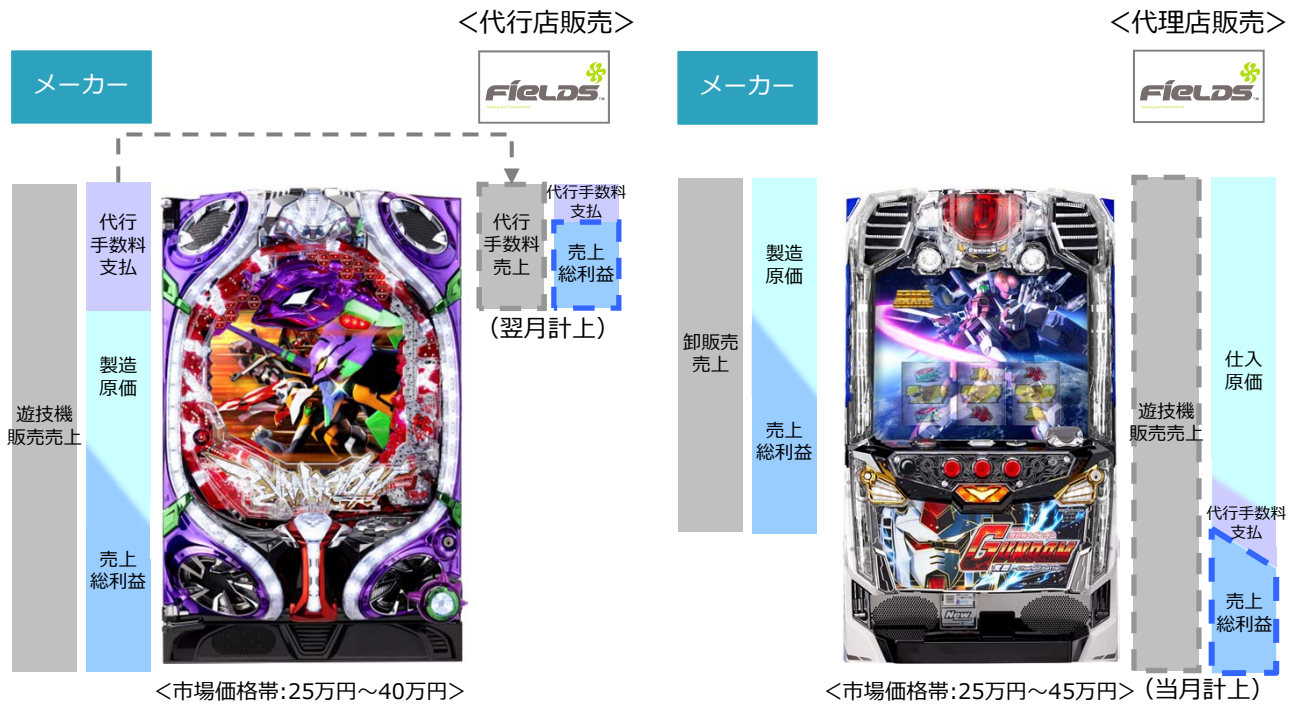 <代行店販売>
メーカー
FIELDS
代行
手数料
支払
製造
原価
売上
総利益
遊技機
販売売上
代行
手数料
売上
代行手数料
支払
売上
総利益
(翌月計上)
EVANGELION
<市場価格帯:25万円~40万円>
<代理店販売>
メーカー
FIELDS
卸販売
売上
製造
原価
売上
総利益
GUNDAM
New
遊技機
販売売上
仕入
原価
代行手数料
支払
売上
総利益
<市場価格帯:25万円~45万円>
(当月計上)